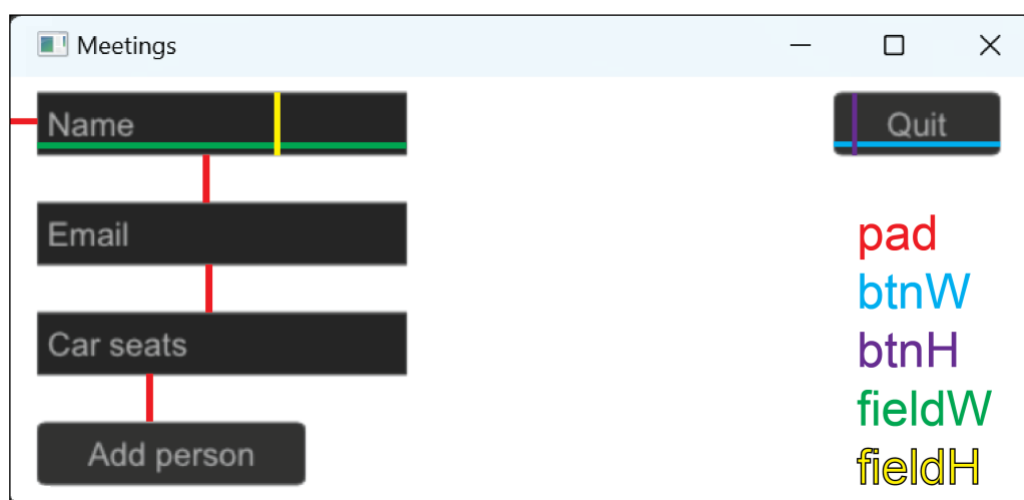 Meetings
Name
Quit
Email
Car seats
Add person
pad
btnW
btnH
fieldW
fieldH